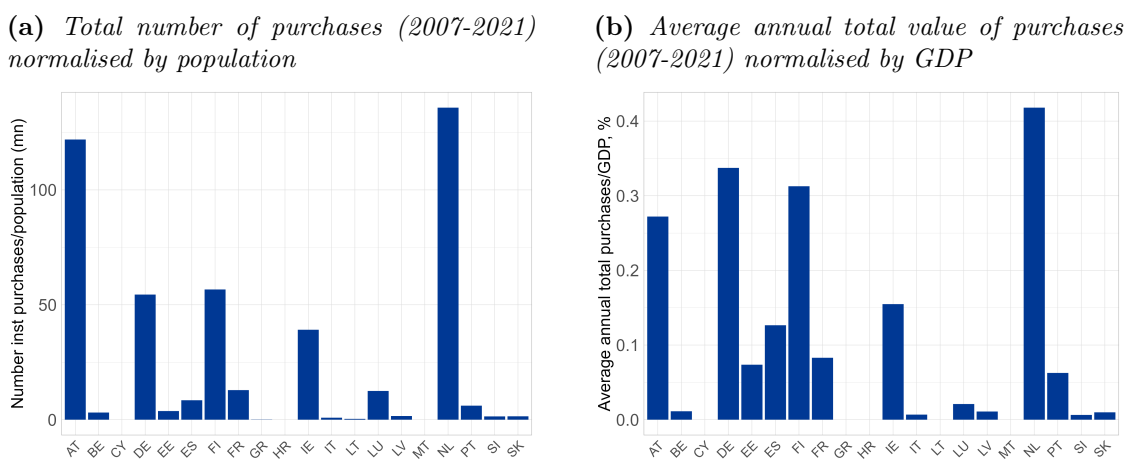 (a) Total number of purchases (2007-2021)
normalised by population
Number inst purchases/population (mn)
100
50
0
AT BE CY DE EE ES FI FR GR HR IE IT LT LU LV MT NL PT SI SK
(b) Average annual total value of purchases
(2007-2021) normalised by GDP
Average annual total purchases/GDP, %
0.4
0.3
0.2
0.1
0.0
AT BE CY DE EE ES FI FR GR HR IE IT LT LU LV MT NL PT SI SK